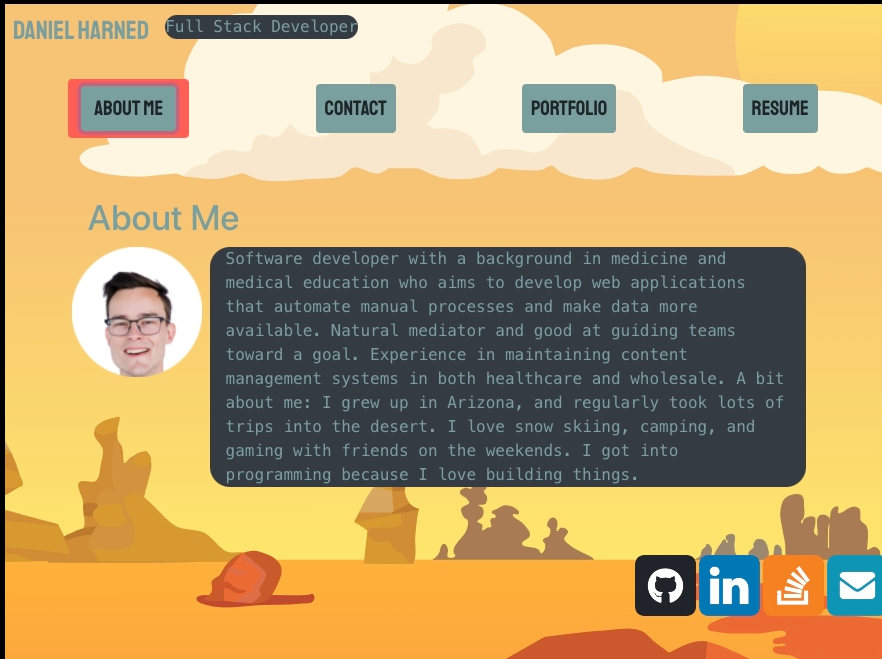 DANIEL HARNED
Full Stack Developer
ABOUT ME
CONTACT
PORTFOLIO
RESUME
About Me
Software developer with a background in medicine and
medical education who aims to develop web applications
that automate manual processes and make data more
available. Natural mediator and good at guiding teams
toward a goal. Experience in maintaining content
management systems in both healthcare and wholesale. A bit
about me: I grew up in Arizona, and regularly took lots of
trips into the desert. I love snow skiing, camping, and
gaming with friends on the weekends. I got into
programming because I love building things.
in